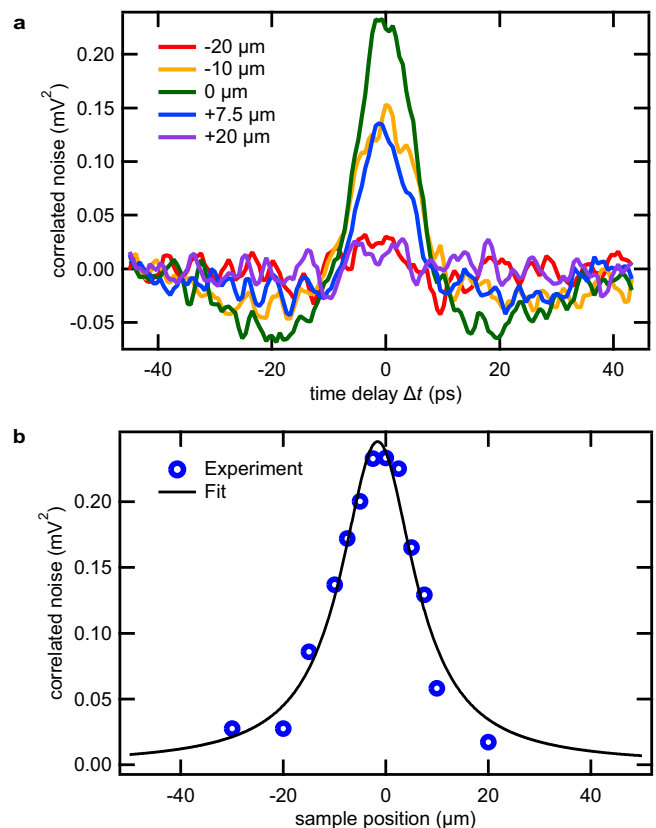 a
correlated noise (mV²)
0.20
0.15
0.10
0.05
0.00
-0.05
-20 µm
-10 µm
0 µm
+7.5 µm
+20 µm
-40
-20
0
20
40
time delay Δt (ps)
b
correlated noise (mV²)
0.20
0.15
0.10
0.05
0.00
Experiment
Fit
-40
-20
0
20
40
sample position (µm)